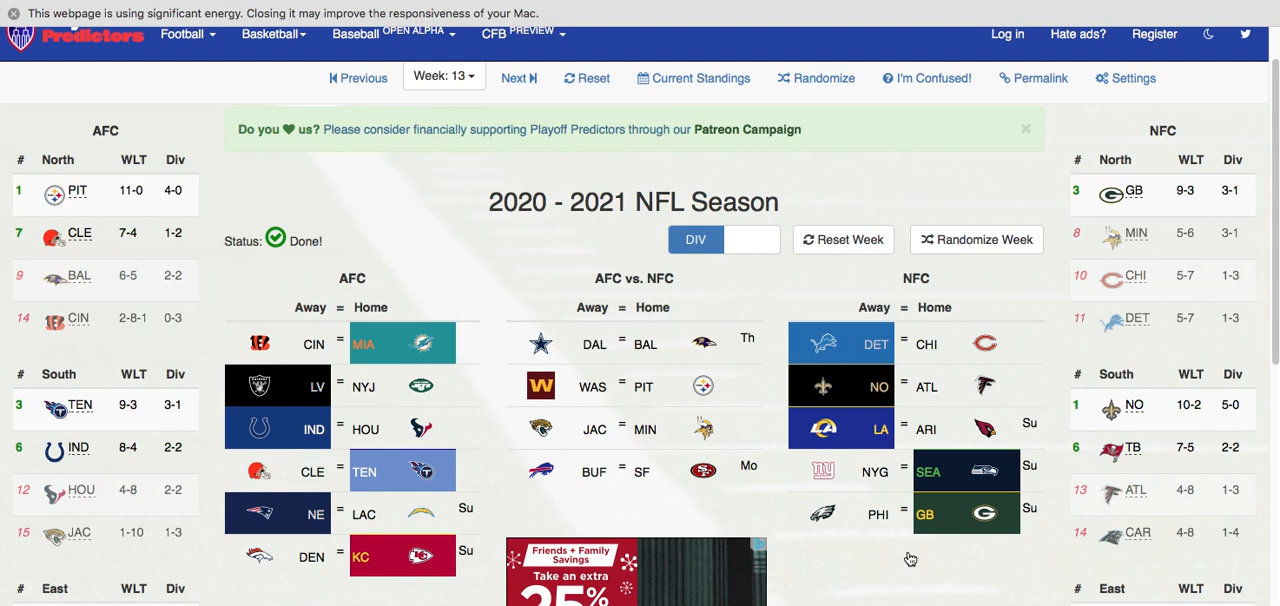 This webpage is using significant energy. Closing it may improve the responsiveness of your Mac.
Predictors Football Basketball Baseball OPEN ALPHA CFB PREVIEW Log in Hate ads? Register
Previous Week: 13 Next Reset Current Standings Randomize I'm Confused! Permalink Settings
Do you us? Please consider financially supporting Playoff Predictors through our Patreon Campaign ×
2020 - 2021 NFL Season
Status: Done! DIV Reset Week Randomize Week
AFC
# North WLT Div
1 PIT 11-0 4-0
7 CLE 7-4 1-2
9 BAL 6-5 2-2
14 CIN 2-8-1 0-3
# South WLT Div
3 TEN 9-3 3-1
6 IND 8-4 2-2
12 HOU 4-8 2-2
15 JAC 1-10 1-3
# East WLT Div
AFC
Away = Home
CIN = MIA
LV = NYJ
IND = HOU
CLE = TEN
NE = LAC Su
DEN = KC Su
AFC vs. NFC
Away = Home
DAL = BAL Th
WAS = PIT
JAC = MIN
BUF = SF Mo
Friends + Family
Savings
Take an extra
25%
NFC
Away = Home
DET = CHI
NO = ATL
LA = ARI Su
NYG = SEA Su
PHI = GB Su
NFC
# North WLT Div
3 GB 9-3 3-1
8 MIN 5-6 3-1
10 CHI 5-7 1-3
11 DET 5-7 1-3
# South WLT Div
1 NO 10-2 5-0
6 TB 7-5 2-2
13 ATL 4-8 1-3
14 CAR 4-8 1-4
# East WLT Div